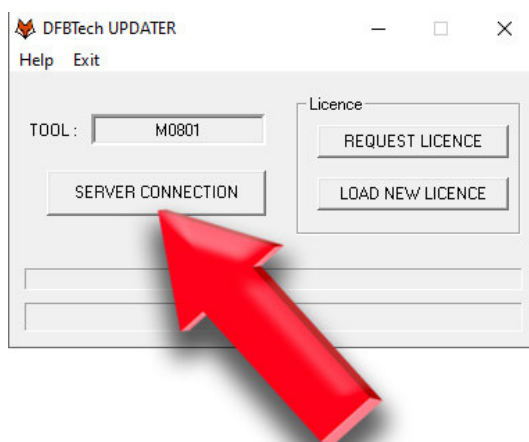 DFBTech UPDATER
Help Exit
TOOL : M0801
SERVER CONNECTION
Licence
REQUEST LICENCE
LOAD NEW LICENCE